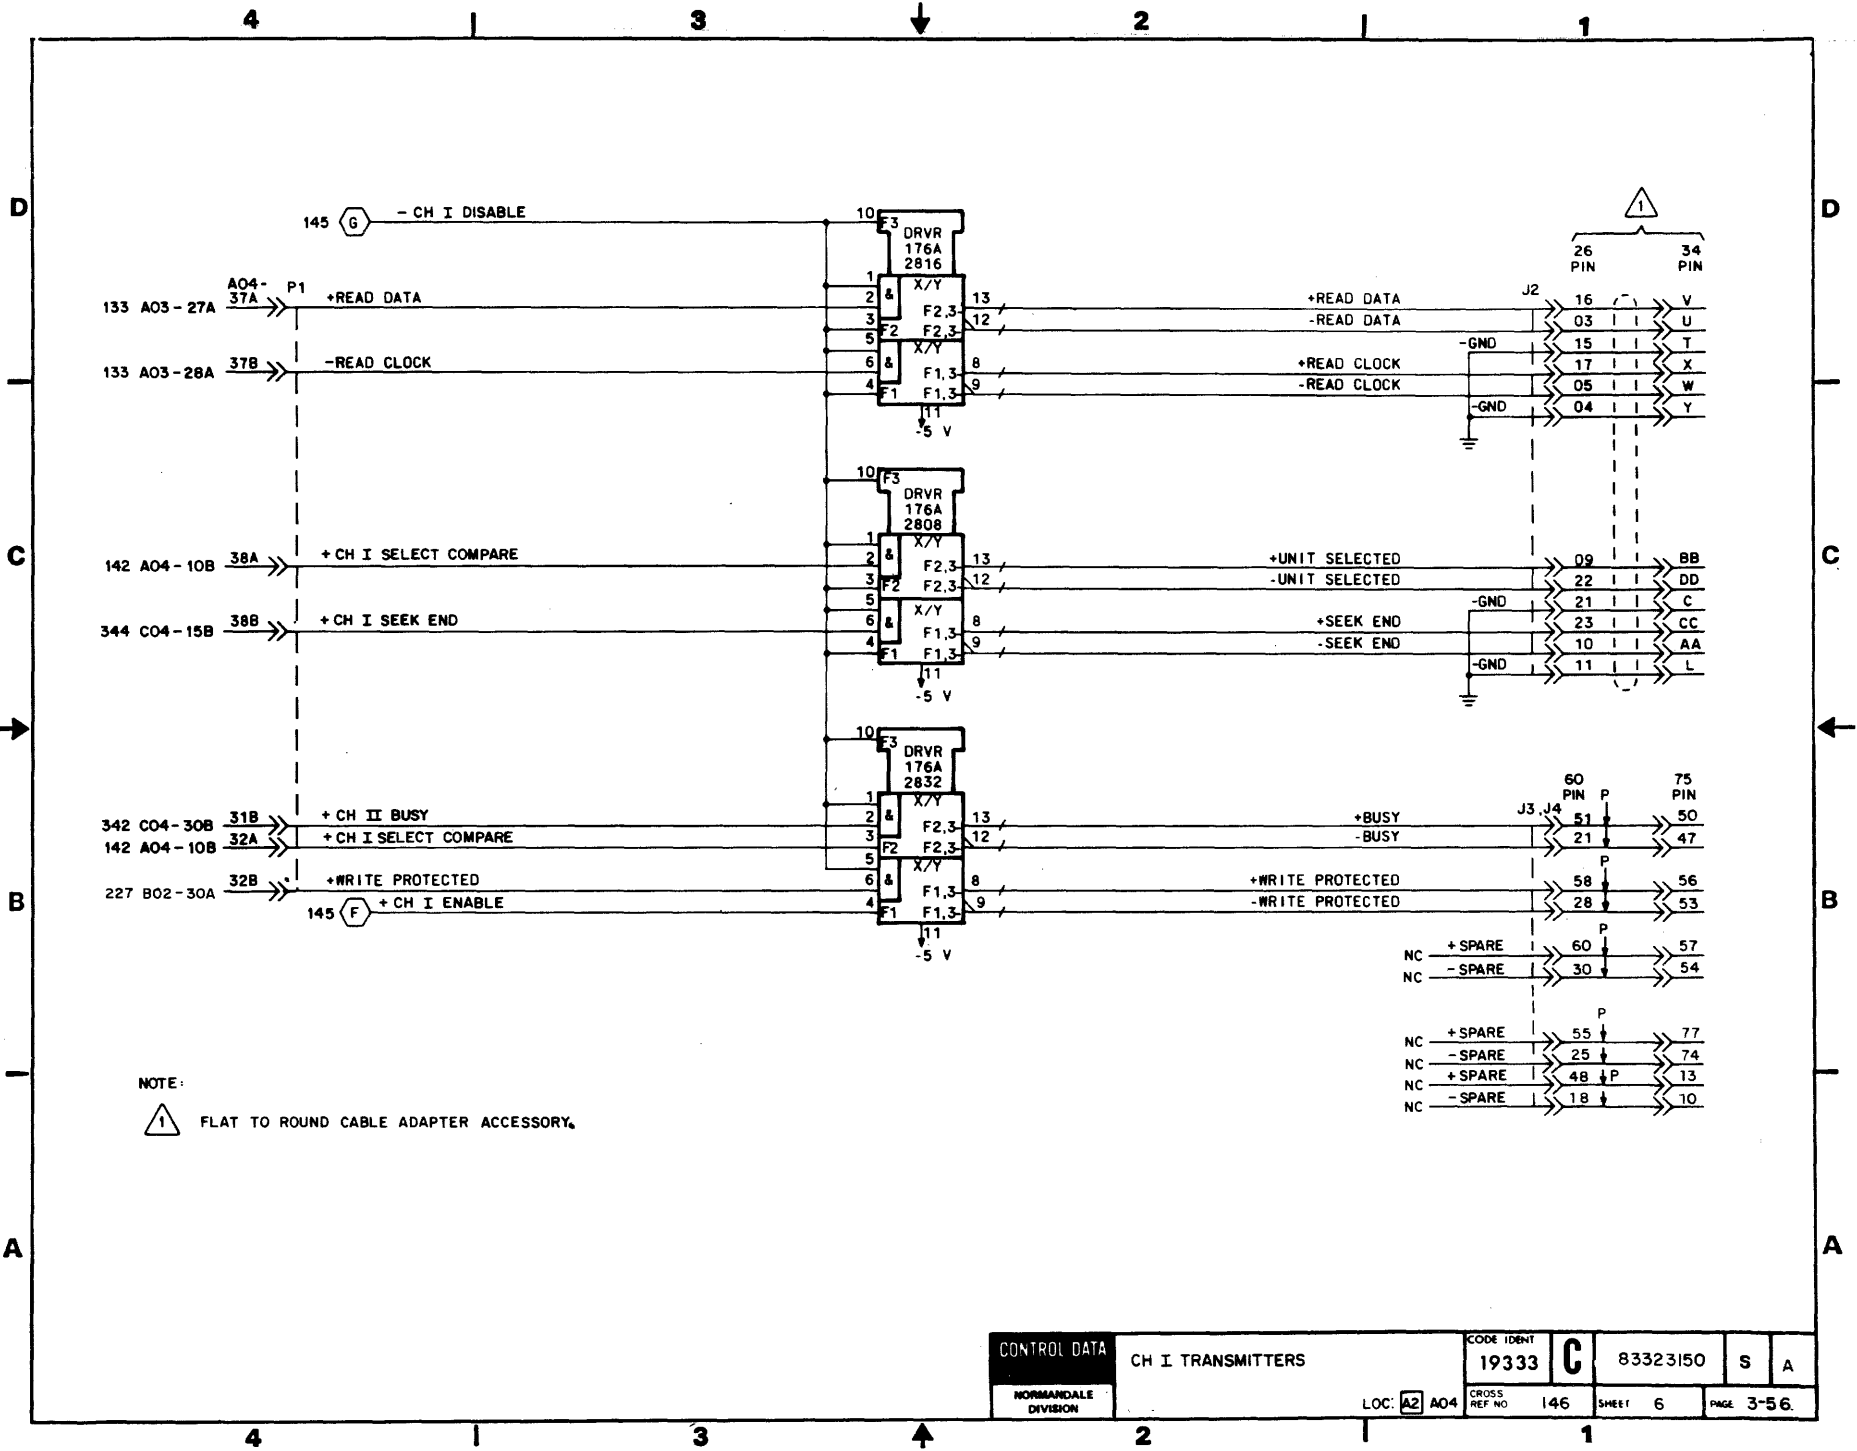 4 3 2 1
D D
145 G - CH I DISABLE
10 F3
DRVR
176A
2816
1
26 34
PIN PIN
A04-
133 A03-27A 37A P1 +READ DATA
1 X/Y
2 & F2,3 13 +READ DATA J2 16 V
3 F2 F2,3 12 -READ DATA 03 U
5 X/Y -GND 15 T
133 A03-28A 37B -READ CLOCK 6 & F1,3 8 +READ CLOCK 17 X
4 F1 F1,3 9 -READ CLOCK 05 W
11 -GND 04 Y
-5 V
10 F3
DRVR
176A
2808
C C
1 X/Y
142 A04-10B 38A +CH I SELECT COMPARE 2 & F2,3 13 +UNIT SELECTED 09 BB
3 F2 F2,3 12 -UNIT SELECTED 22 DD
5 X/Y -GND 21 C
344 C04-15B 38B +CH I SEEK END 6 & F1,3 8 +SEEK END 23 CC
4 F1 F1,3 9 -SEEK END 10 AA
11 -GND 11 L
-5 V
10 F3
DRVR
176A
2832
60 75
PIN P PIN
1 X/Y
342 C04-30B 31B + CH II BUSY 2 & F2,3 13 +BUSY J3,J4 51 50
142 A04-10B 32A +CH I SELECT COMPARE 3 F2 F2,3 12 -BUSY 21 47
5 X/Y P
227 B02-30A 32B +WRITE PROTECTED 6 & F1,3 8 +WRITE PROTECTED 58 56
145 F + CH I ENABLE 4 F1 F1,3 9 -WRITE PROTECTED 28 53
B B
11
-5 V
P
NC +SPARE 60 57
NC -SPARE 30 54
P
NC +SPARE 55 77
NC -SPARE 25 74
NC +SPARE 48 P 13
NC -SPARE 18 10
NOTE:
1 FLAT TO ROUND CABLE ADAPTER ACCESSORY.
A A
CONTROL DATA
NORMANDALE
DIVISION
CH I TRANSMITTERS
LOC: A2 A04
CODE IDENT
19333
C
83323150
S
A
CROSS
REF NO 146
SHEET 6
PAGE 3-56.
4 3 2 1